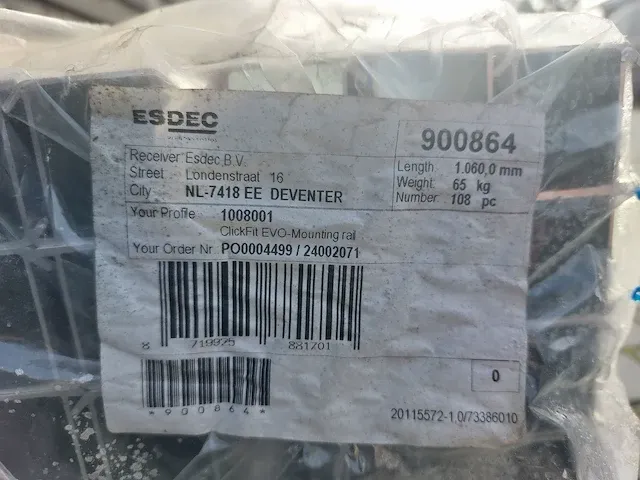 ESDEC
900864
Receiver Esdec B.V.
Street Londenstraat 16
City NL-7418 EE DEVENTER
Length 1.060,0 mm
Weight 65 kg
Number 108 pc
Your Profile 1008001
ClickFit EVO-Mounting rail
Your Order Nr. PO0004499 / 24002071
8 719925 831701
*900864*
0
20115572-1.0/73386010